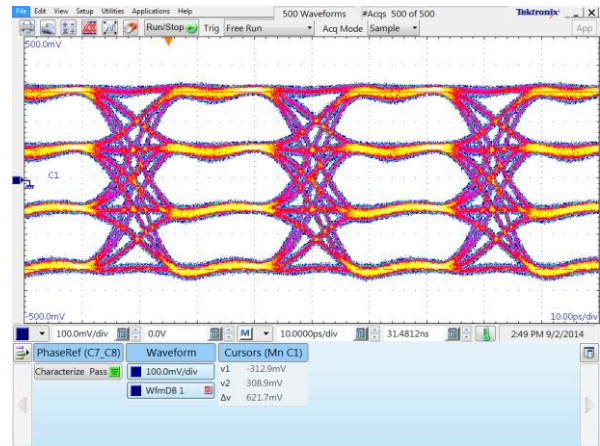 File Edit View Setup Utilities Applications Help 500 Waveforms #Acqs 500 of 500 Tektronix
Run/Stop Trig Free Run Acq Mode Sample App
500.0mV
C1
-500.0mV 10.00ps/div
100.0mV/div 0.0V M 10.0000ps/div 31.4812ns 2:49 PM 9/2/2014
PhaseRef (C7_C8) Waveform Cursors (Mn C1)
Characterize Pass 100.0mV/div v1 -312.9mV
WfmDB 1 v2 308.9mV
Δv 621.7mV